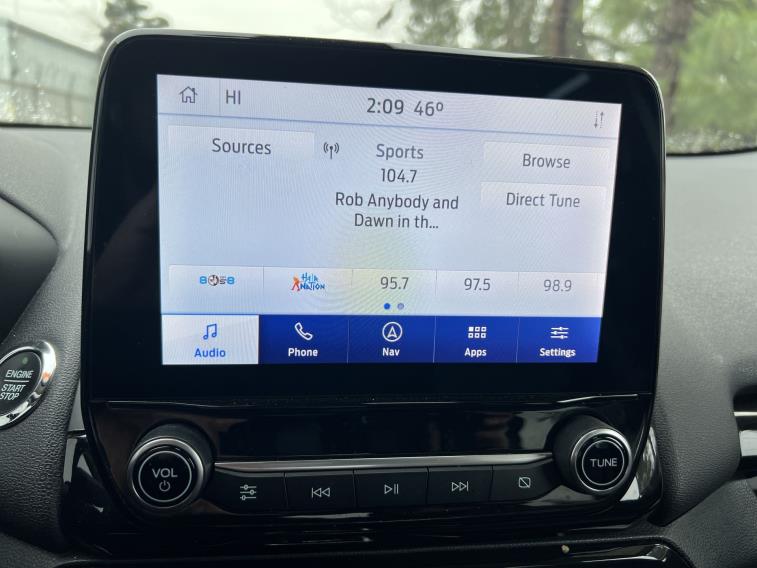 HI
2:09 46°
Sources
Sports
104.7
Rob Anybody and
Dawn in th...
Browse
Direct Tune
95.7
97.5
98.9
Audio
Phone
Nav
Apps
Settings
ENGINE
START
STOP
VOL
TUNE